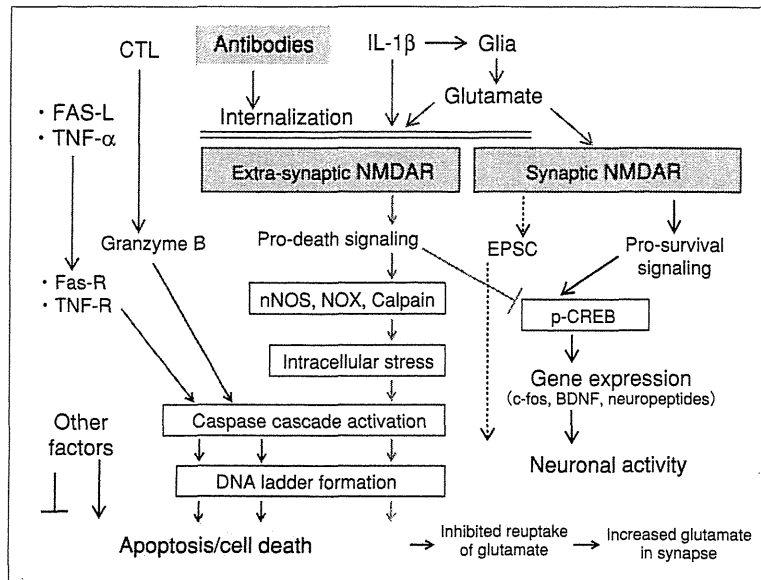 CTL
Antibodies
IL-1β
Glia
Glutamate
・FAS-L
・TNF-α
Internalization
Extra-synaptic NMDAR
Synaptic NMDAR
Granzyme B
Pro-death signaling
EPSC
Pro-survival
signaling
・Fas-R
・TNF-R
nNOS, NOX, Calpain
p-CREB
Intracellular stress
Gene expression
(c-fos, BDNF, neuropeptides)
Other
factors
Caspase cascade activation
Neuronal activity
DNA ladder formation
Apoptosis/cell death
Inhibited reuptake
of glutamate
Increased glutamate
in synapse